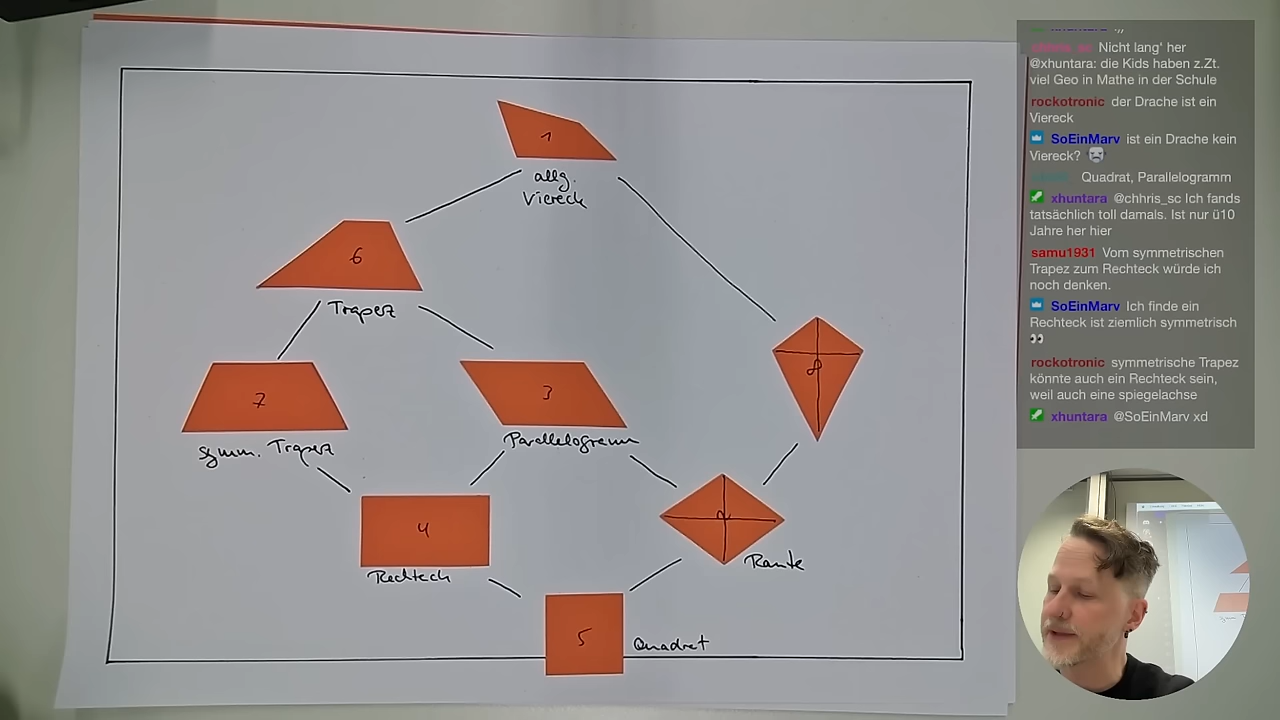 1
allg.
Viereck
6
Trapez
7
symm. Trapez
3
Parallelogramm
8
4
Rechteck
2
Raute
5
Quadrat
chhris_sc Nicht lang' her
@xhuntara: die Kids haben z.Zt.
viel Geo in Mathe in der Schule
rockotronic der Drache ist ein
Viereck
SoEinMarv ist ein Drache kein
Viereck?
Quadrat, Parallelogramm
xhuntara @chhris_sc Ich fands
tatsächlich toll damals. Ist nur ü10
Jahre her hier
samu1931 Vom symmetrischen
Trapez zum Rechteck würde ich
noch denken.
SoEinMarv Ich finde ein
Rechteck ist ziemlich symmetrisch
👀
rockotronic symmetrische Trapez
könnte auch ein Rechteck sein,
weil auch eine spiegelachse
xhuntara @SoEinMarv xd